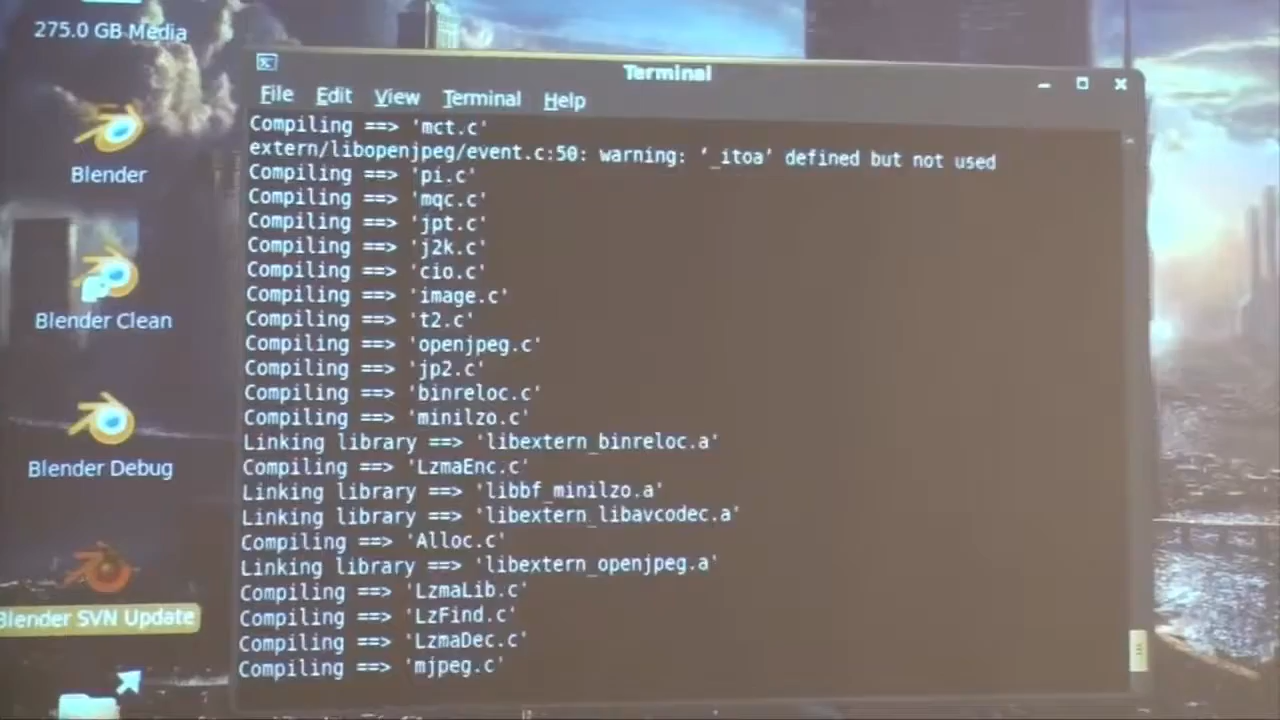 275.0 GB Media
Blender
Blender Clean
Blender Debug
Blender SVN Update
Terminal
File Edit View Terminal Help
Compiling ==> 'mct.c'
extern/libopenjpeg/event.c:50: warning: ‘_itoa’ defined but not used
Compiling ==> 'pi.c'
Compiling ==> 'mqc.c'
Compiling ==> 'jpt.c'
Compiling ==> 'j2k.c'
Compiling ==> 'cio.c'
Compiling ==> 'image.c'
Compiling ==> 't2.c'
Compiling ==> 'openjpeg.c'
Compiling ==> 'jp2.c'
Compiling ==> 'binreloc.c'
Compiling ==> 'minilzo.c'
Linking library ==> 'libextern_binreloc.a'
Compiling ==> 'LzmaEnc.c'
Linking library ==> 'libbf_minilzo.a'
Linking library ==> 'libextern_libavcodec.a'
Compiling ==> 'Alloc.c'
Linking library ==> 'libextern_openjpeg.a'
Compiling ==> 'LzmaLib.c'
Compiling ==> 'LzFind.c'
Compiling ==> 'LzmaDec.c'
Compiling ==> 'mjpeg.c'